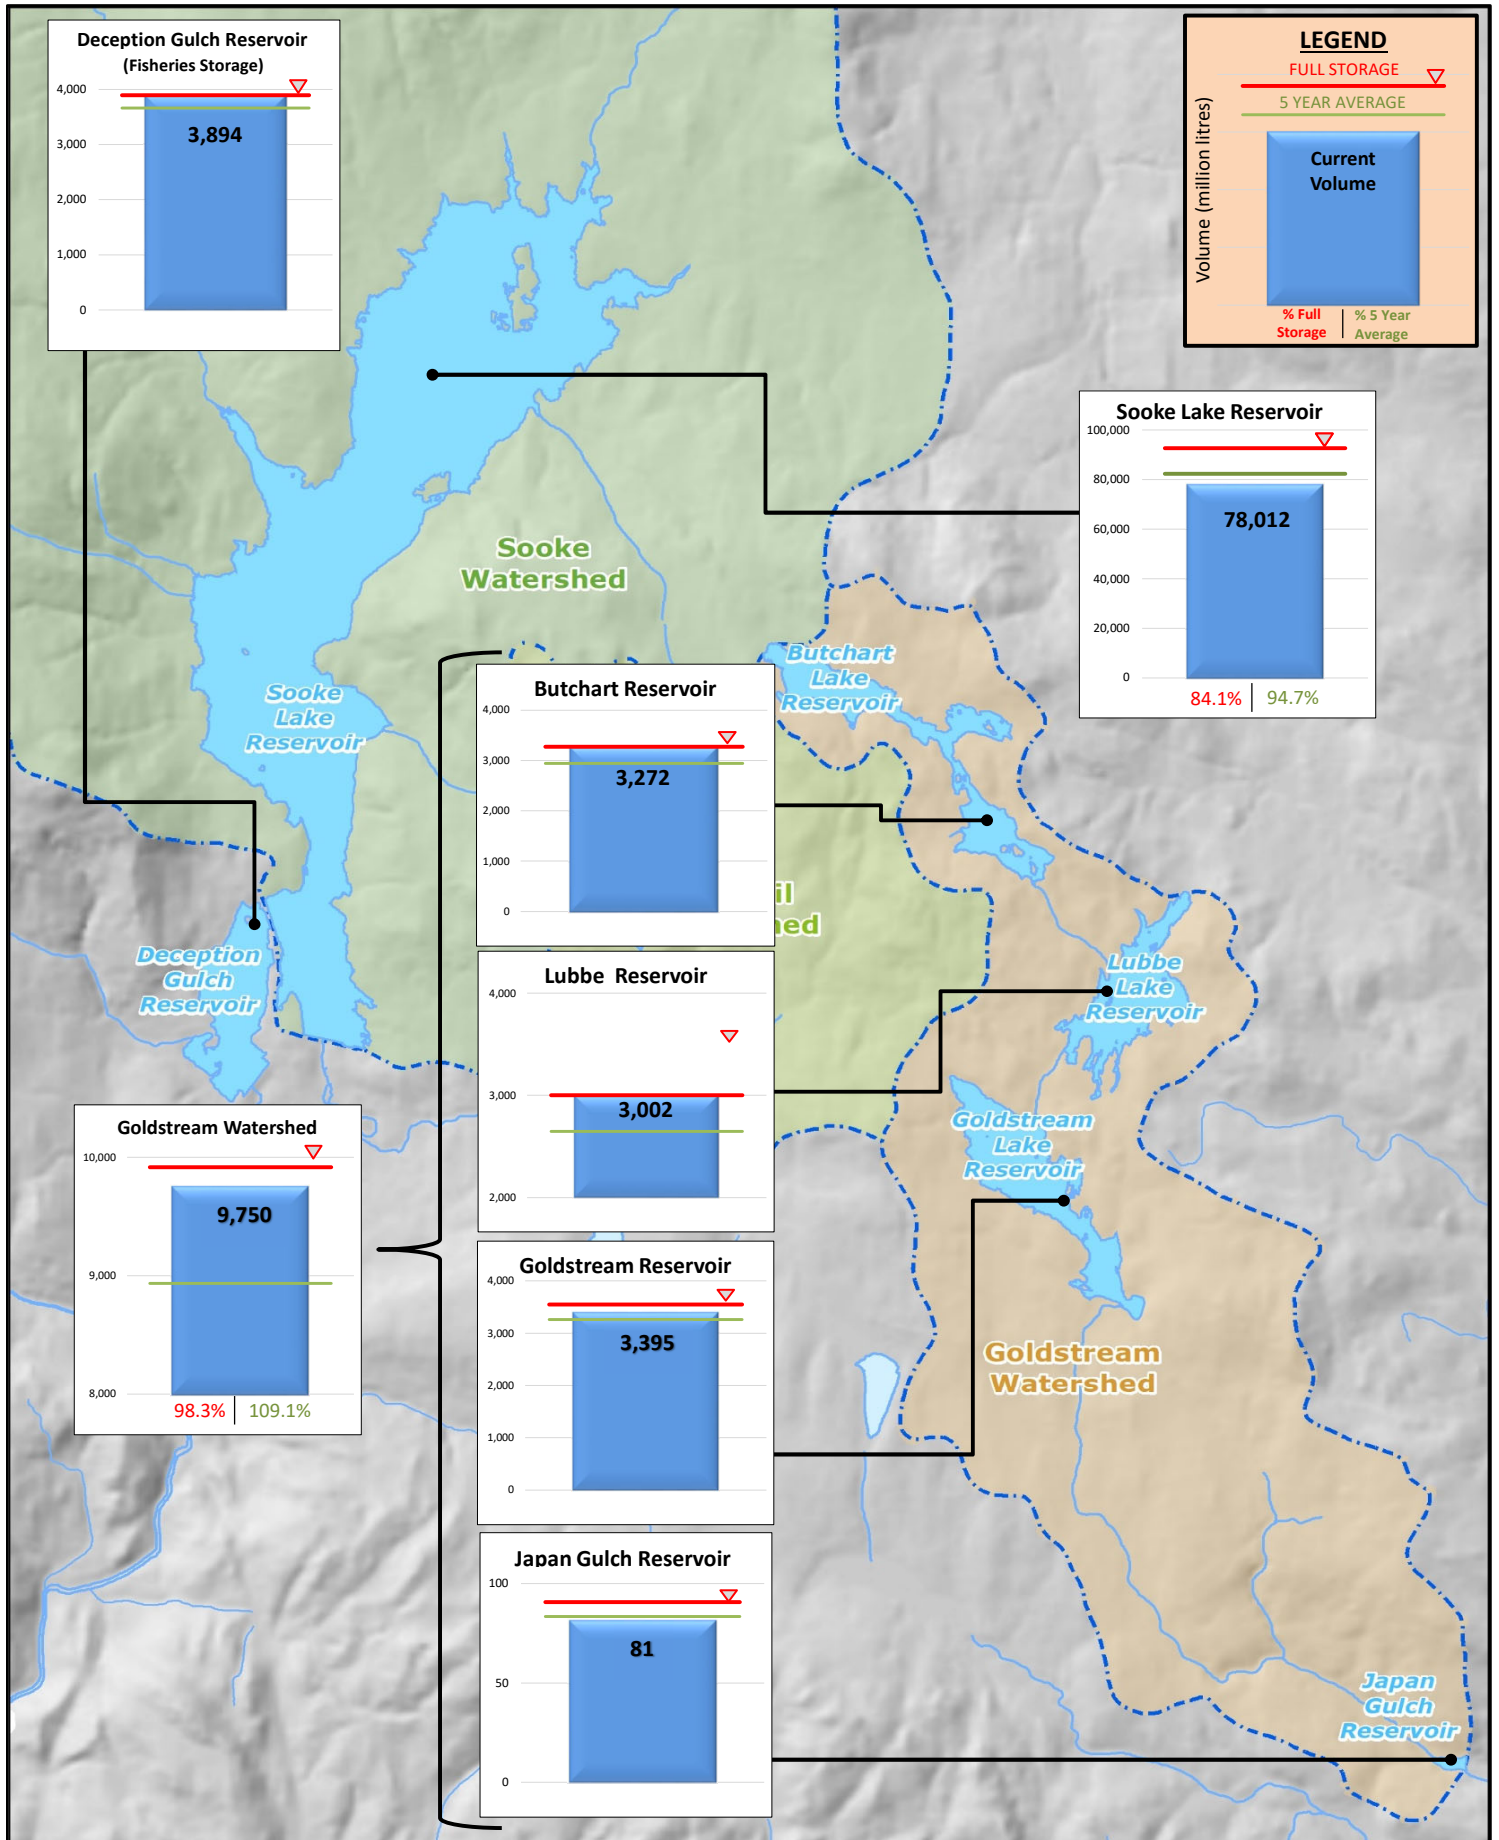 Deception Gulch Reservoir
(Fisheries Storage)
4,000
3,000
2,000
1,000
0
3,894
LEGEND
FULL STORAGE
5 YEAR AVERAGE
Volume (million litres)
Current
Volume
% Full
Storage
% 5 Year
Average
Sooke Lake Reservoir
100,000
80,000
60,000
40,000
20,000
0
78,012
84.1%
94.7%
Sooke
Watershed
Butchart
Lake
Reservoir
Sooke
Lake
Reservoir
Butchart Reservoir
4,000
3,000
2,000
1,000
0
3,272
il
ed
Deception
Gulch
Reservoir
Lubbe Reservoir
4,000
3,000
2,000
3,002
Lubbe
Lake
Reservoir
Goldstream Watershed
10,000
9,000
8,000
9,750
98.3%
109.1%
Goldstream
Lake
Reservoir
Goldstream Reservoir
4,000
3,000
2,000
1,000
0
3,395
Goldstream
Watershed
Japan Gulch Reservoir
100
50
0
81
Japan
Gulch
Reservoir